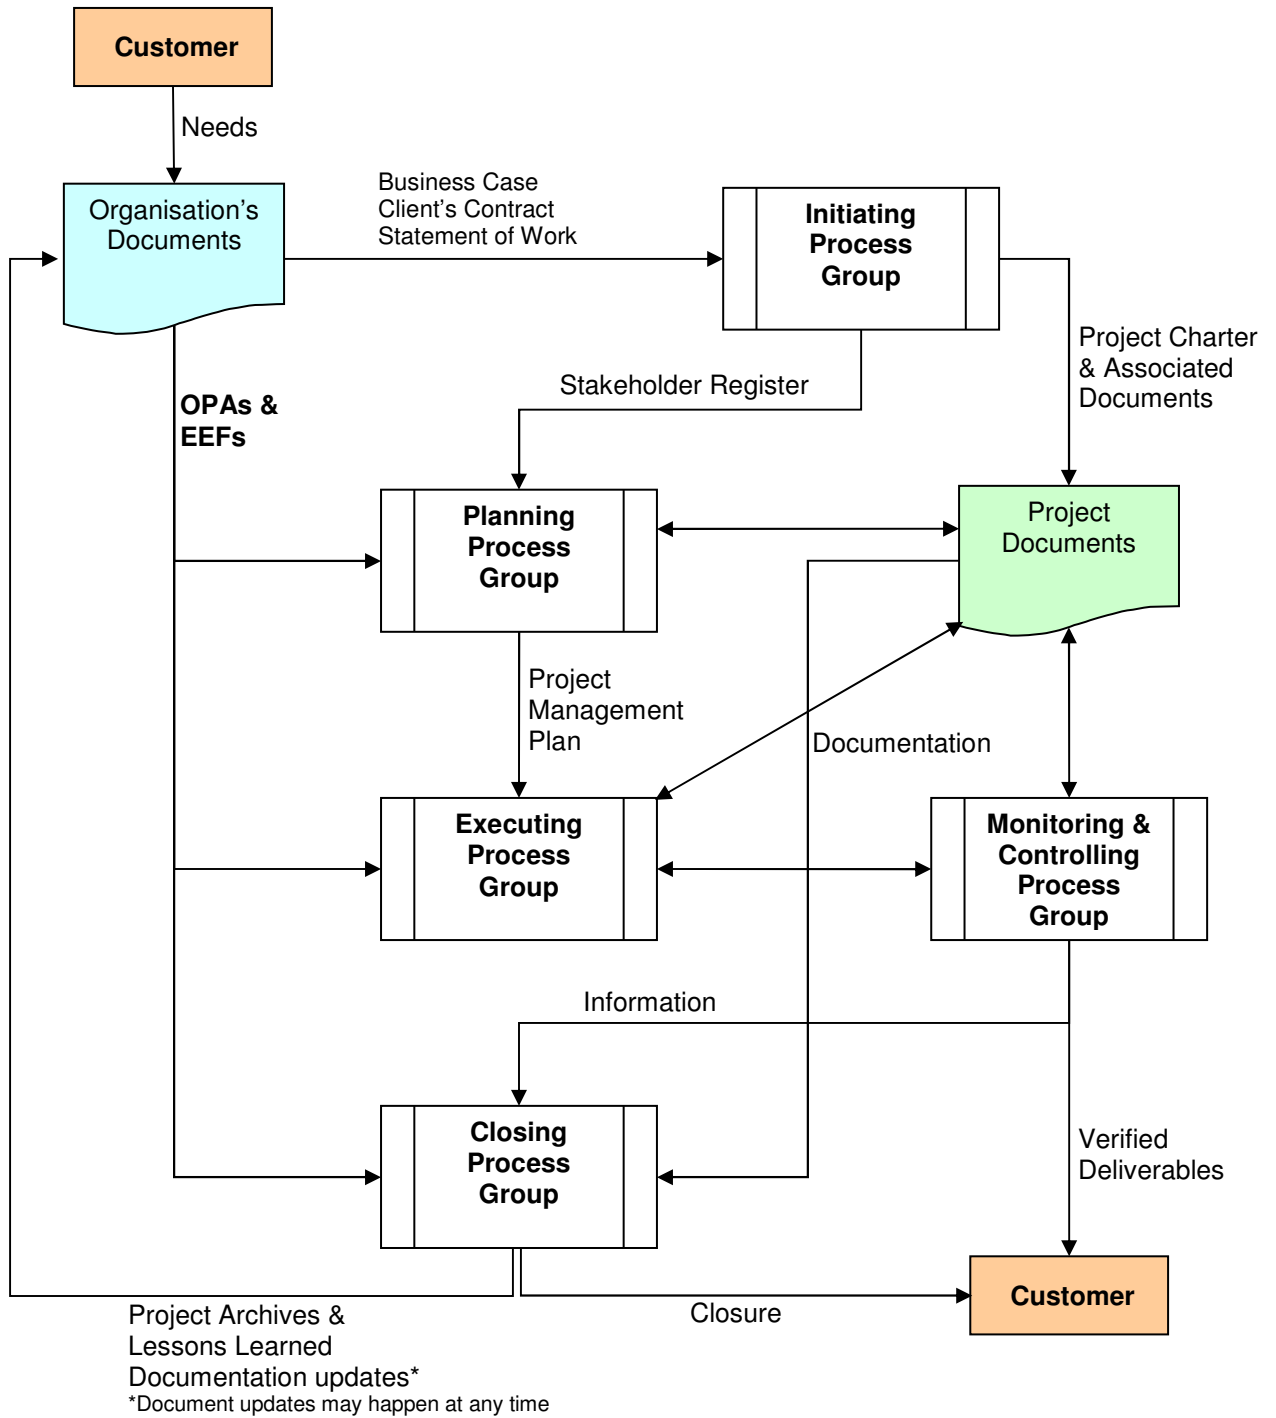 Customer
Needs
Organisation's
Documents
Business Case
Client's Contract
Statement of Work
Initiating
Process
Group
Project Charter
& Associated
Documents
Stakeholder Register
OPAs &
EEFs
Planning
Process
Group
Project
Documents
Project
Management
Plan
Documentation
Executing
Process
Group
Monitoring &
Controlling
Process
Group
Information
Closing
Process
Group
Verified
Deliverables
Customer
Closure
Project Archives &
Lessons Learned
Documentation updates*
*Document updates may happen at any time